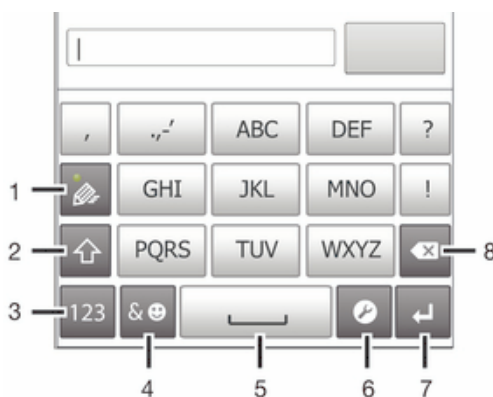 , .,-' ABC DEF ?
1 GHI JKL MNO !
2 PQRS TUV WXYZ 8
3 123 &
4 5 6 7